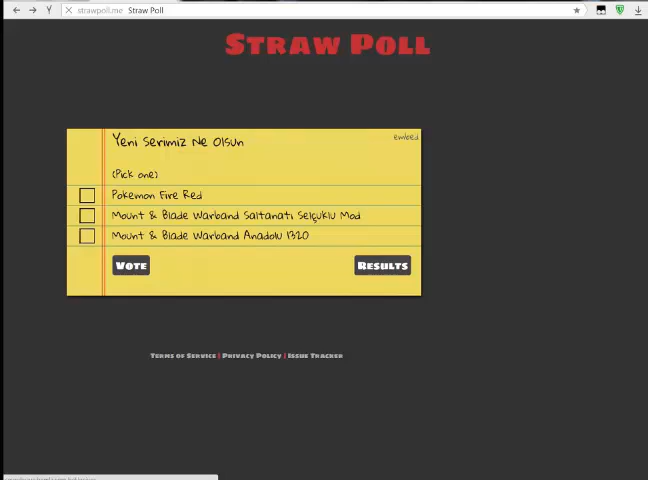 strawpoll.me Straw Poll
Straw Poll
Yeni Serimiz Ne Olsun
embed
(Pick one)
Pokemon Fire Red
Mount & Blade Warband Saltanatı Selçuklu Mod
Mount & Blade Warband Anadolu 1320
Vote
Results
Terms of Service | Privacy Policy | Issue Tracker